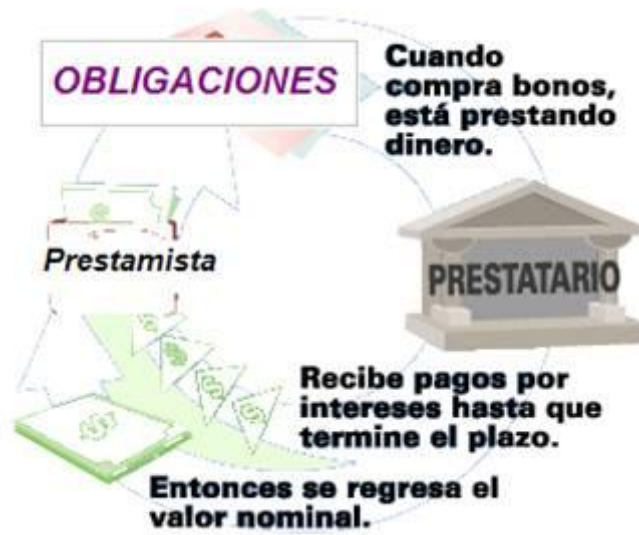 OBLIGACIONES
Cuando
compra bonos,
está prestando
dinero.
Prestamista
PRESTATARIO
Recibe pagos por
intereses hasta que
termine el plazo.
Entonces se regresa el
valor nominal.